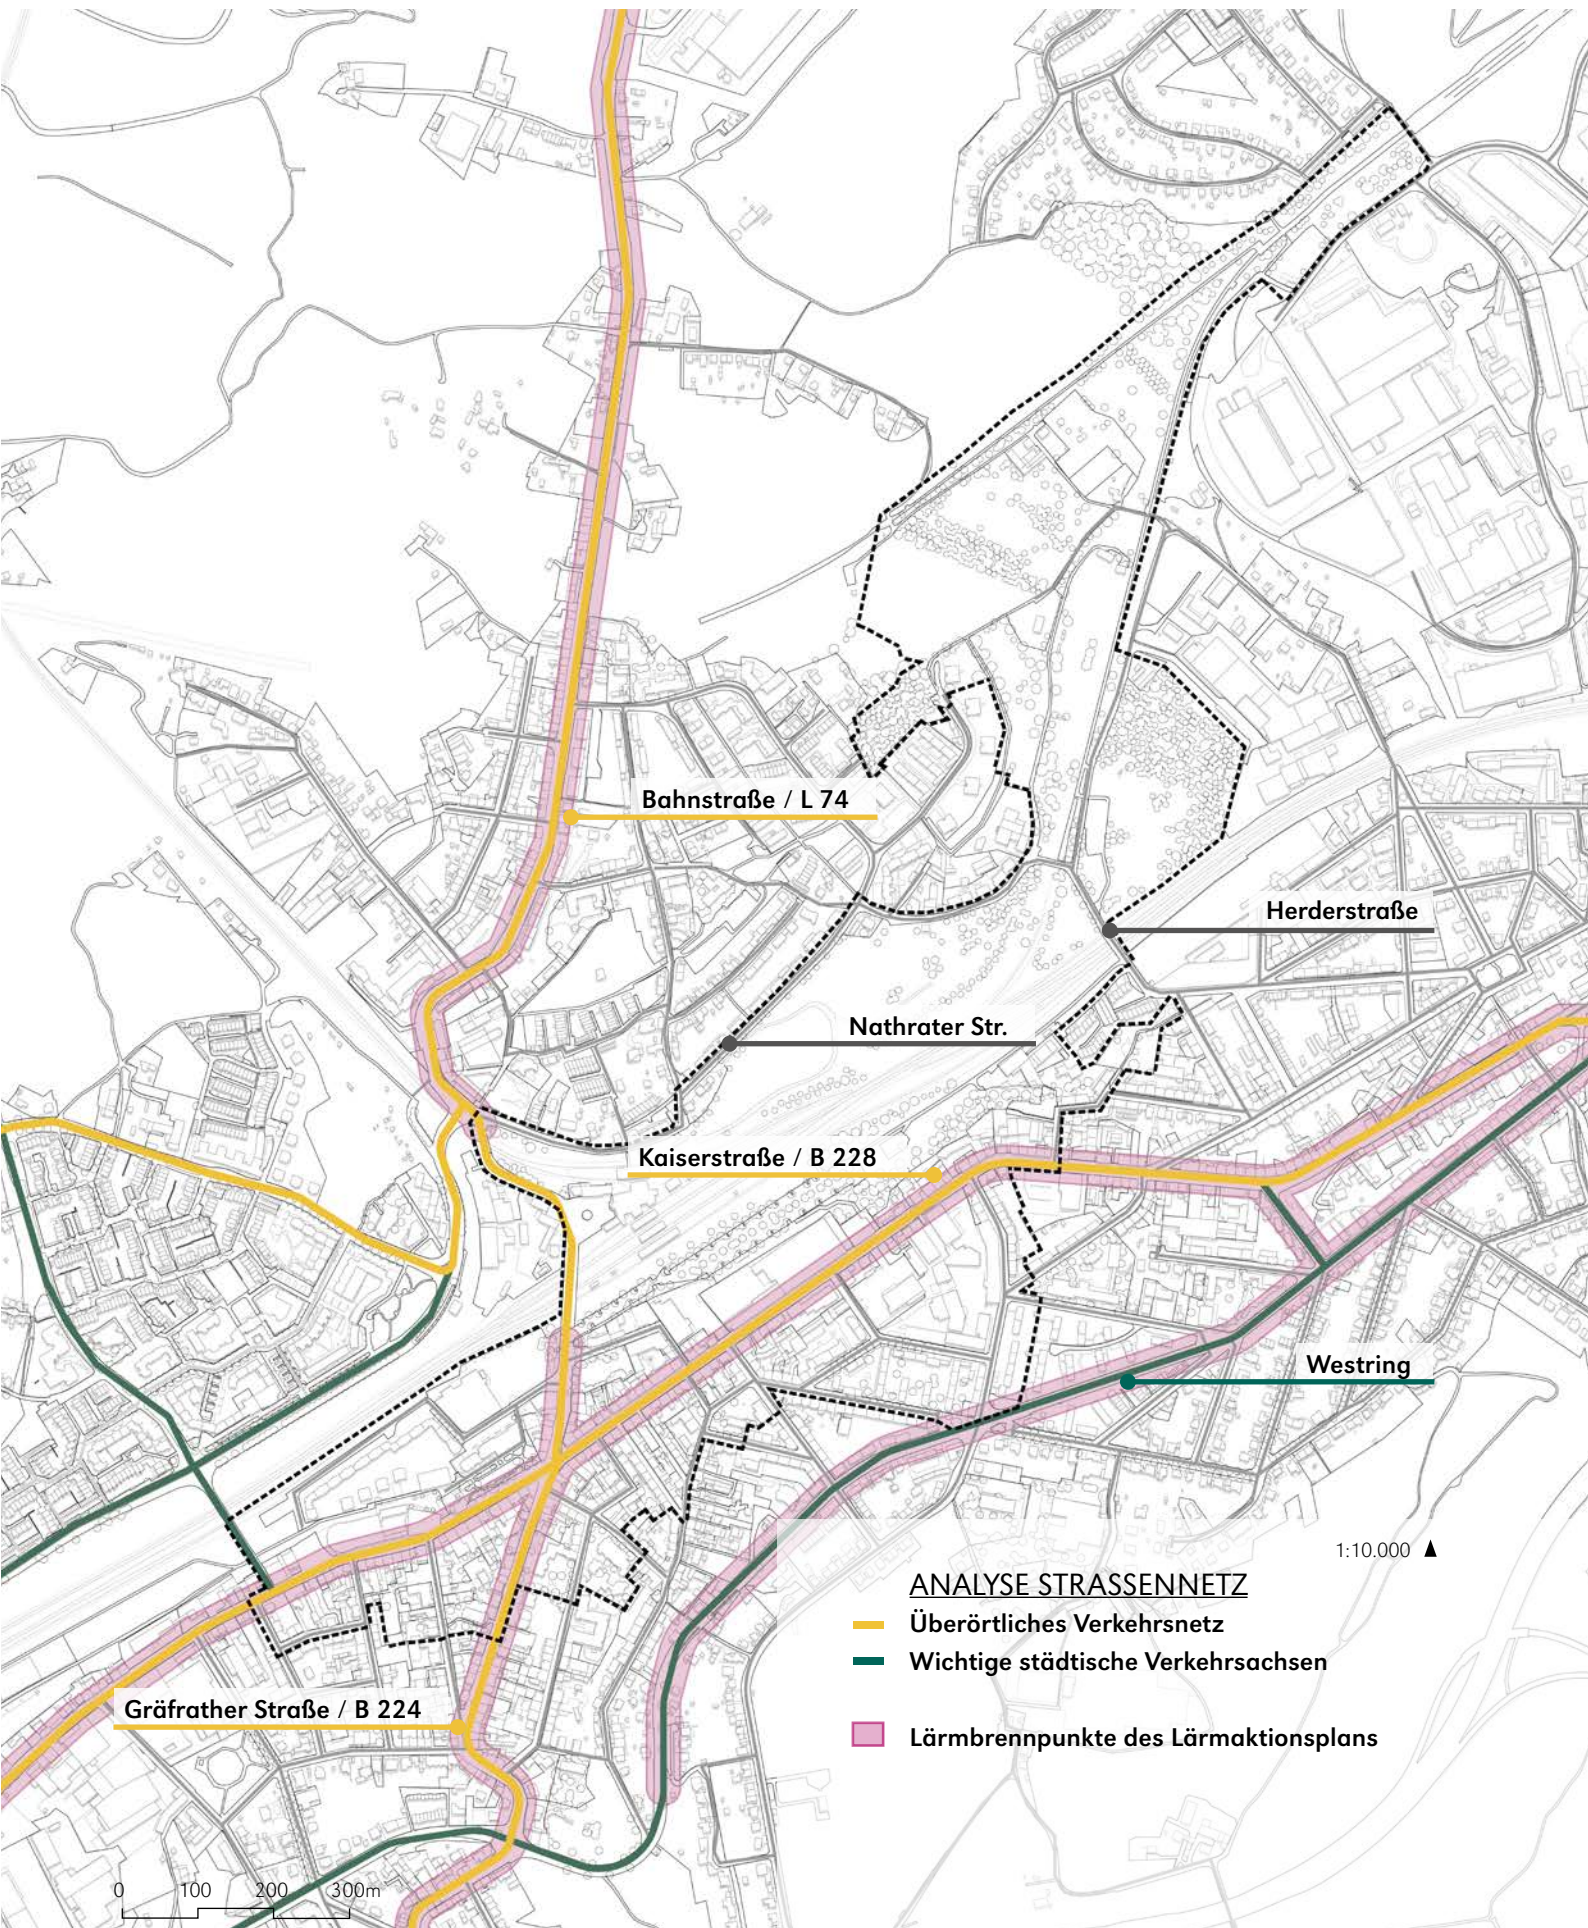 Bahnstraße / L 74
Herderstraße
Nathrater Str.
Kaiserstraße / B 228
Westring
1:10.000
ANALYSE STRASSENNETZ
Überörtliches Verkehrsnetz
Wichtige städtische Verkehrsachsen
Gräfrather Straße / B 224
Lärmbrennpunkte des Lärmaktionsplans
0 100 200 300m